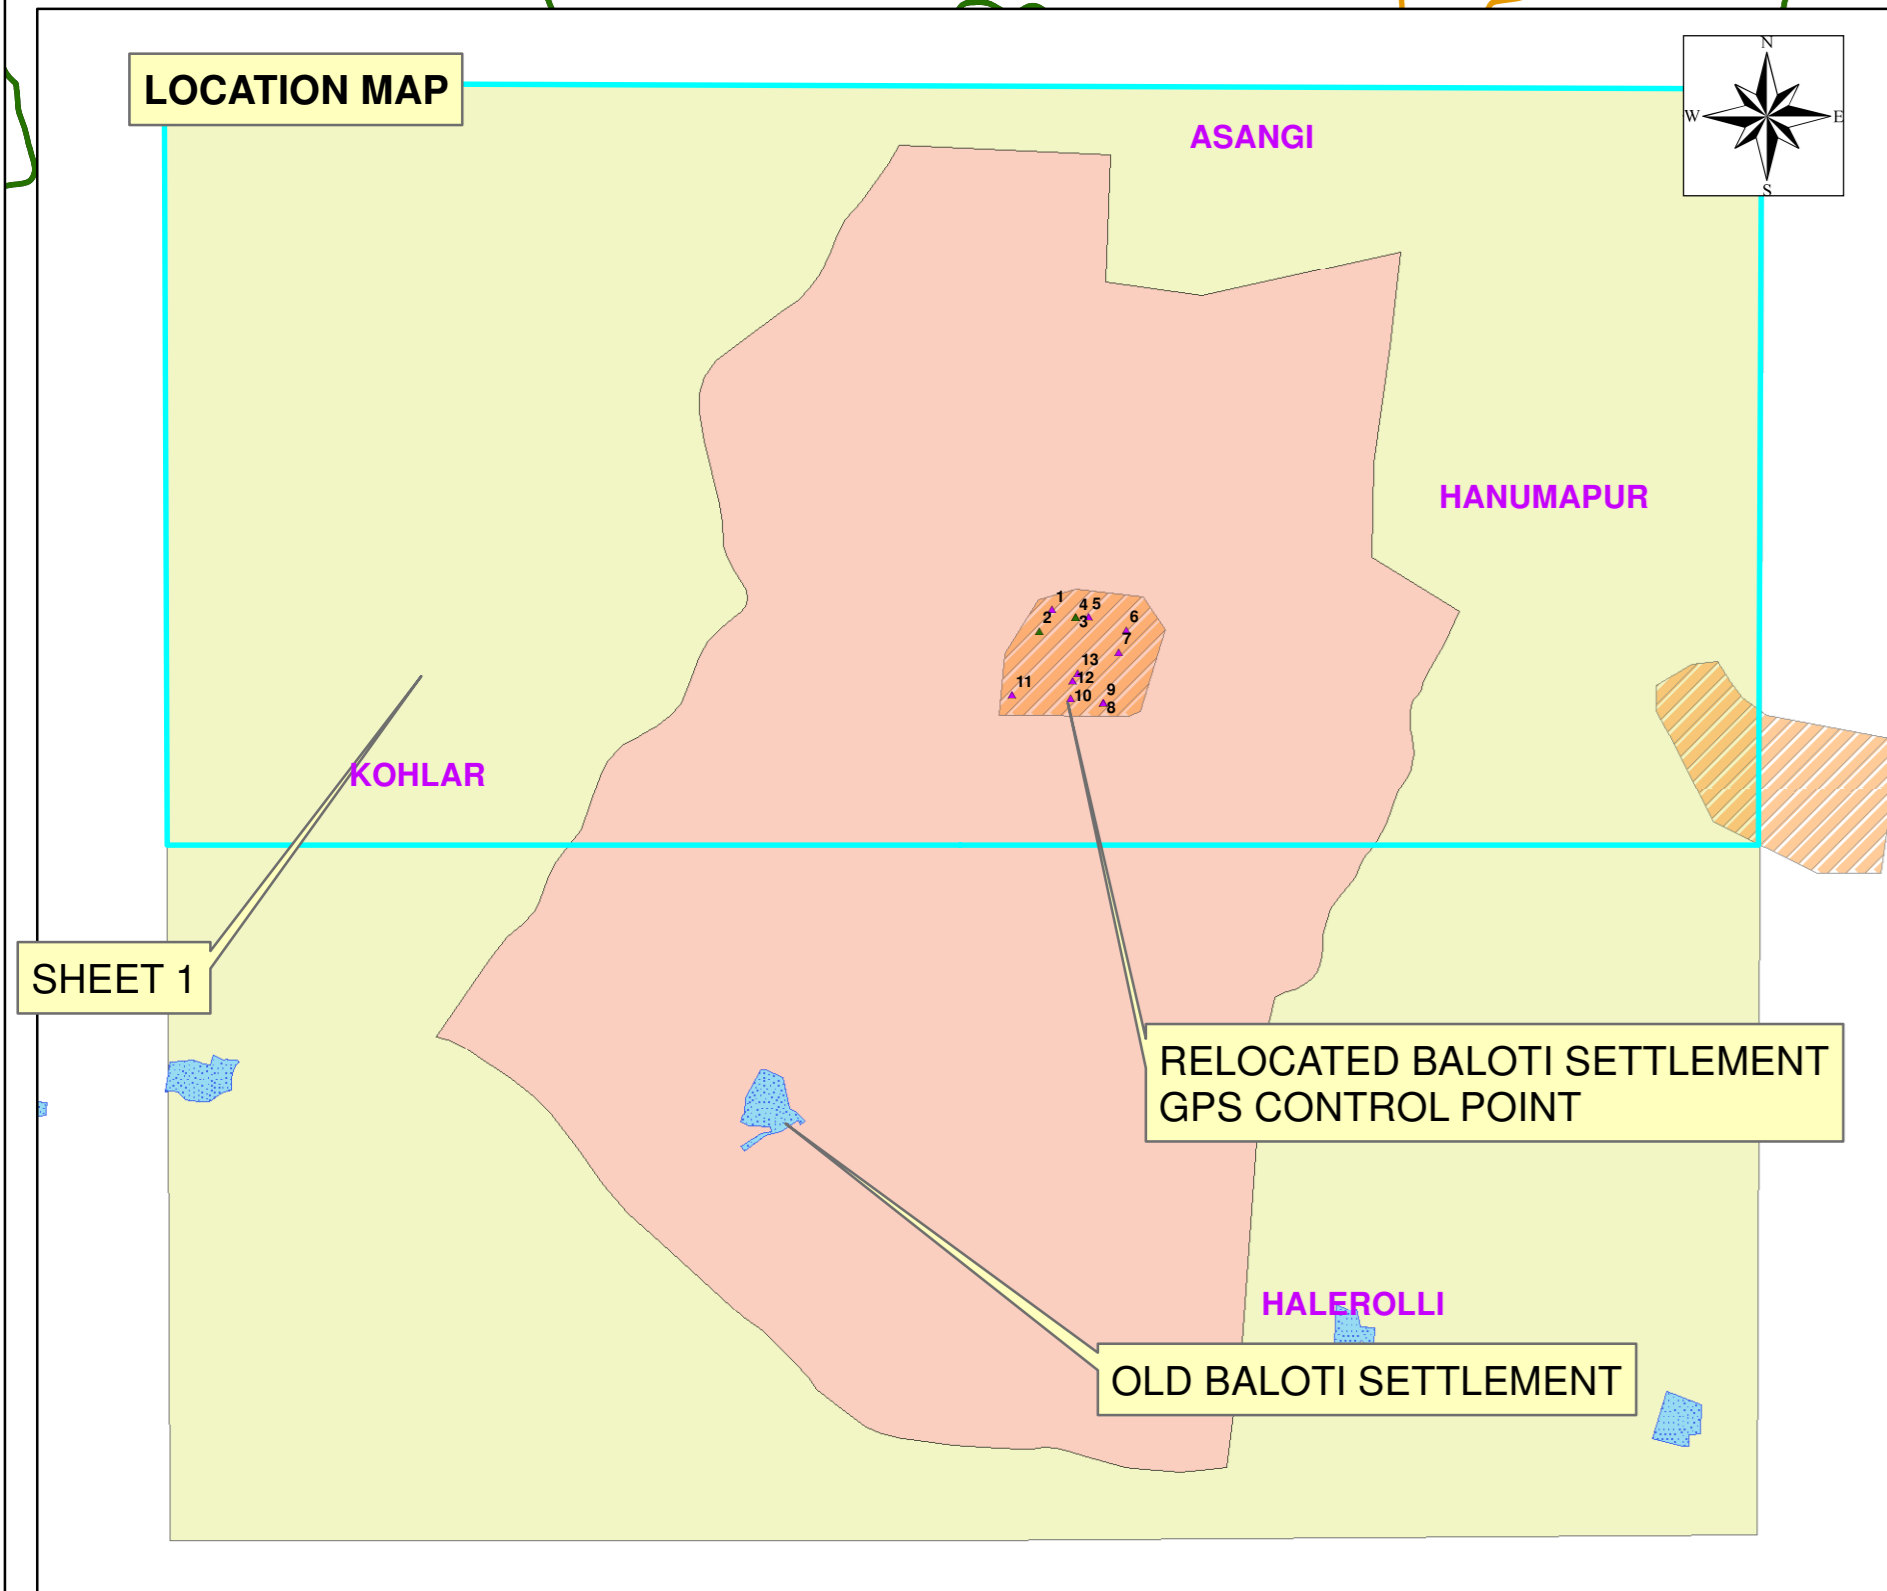 LOCATION MAP
N
W
E
S
ASANGI
HANUMAPUR
1
4 5
2
3
6
7
13
12
11
10
9
8
KOHLAR
SHEET 1
RELOCATED BALOTI SETTLEMENT
GPS CONTROL POINT
HALEROLLI
OLD BALOTI SETTLEMENT